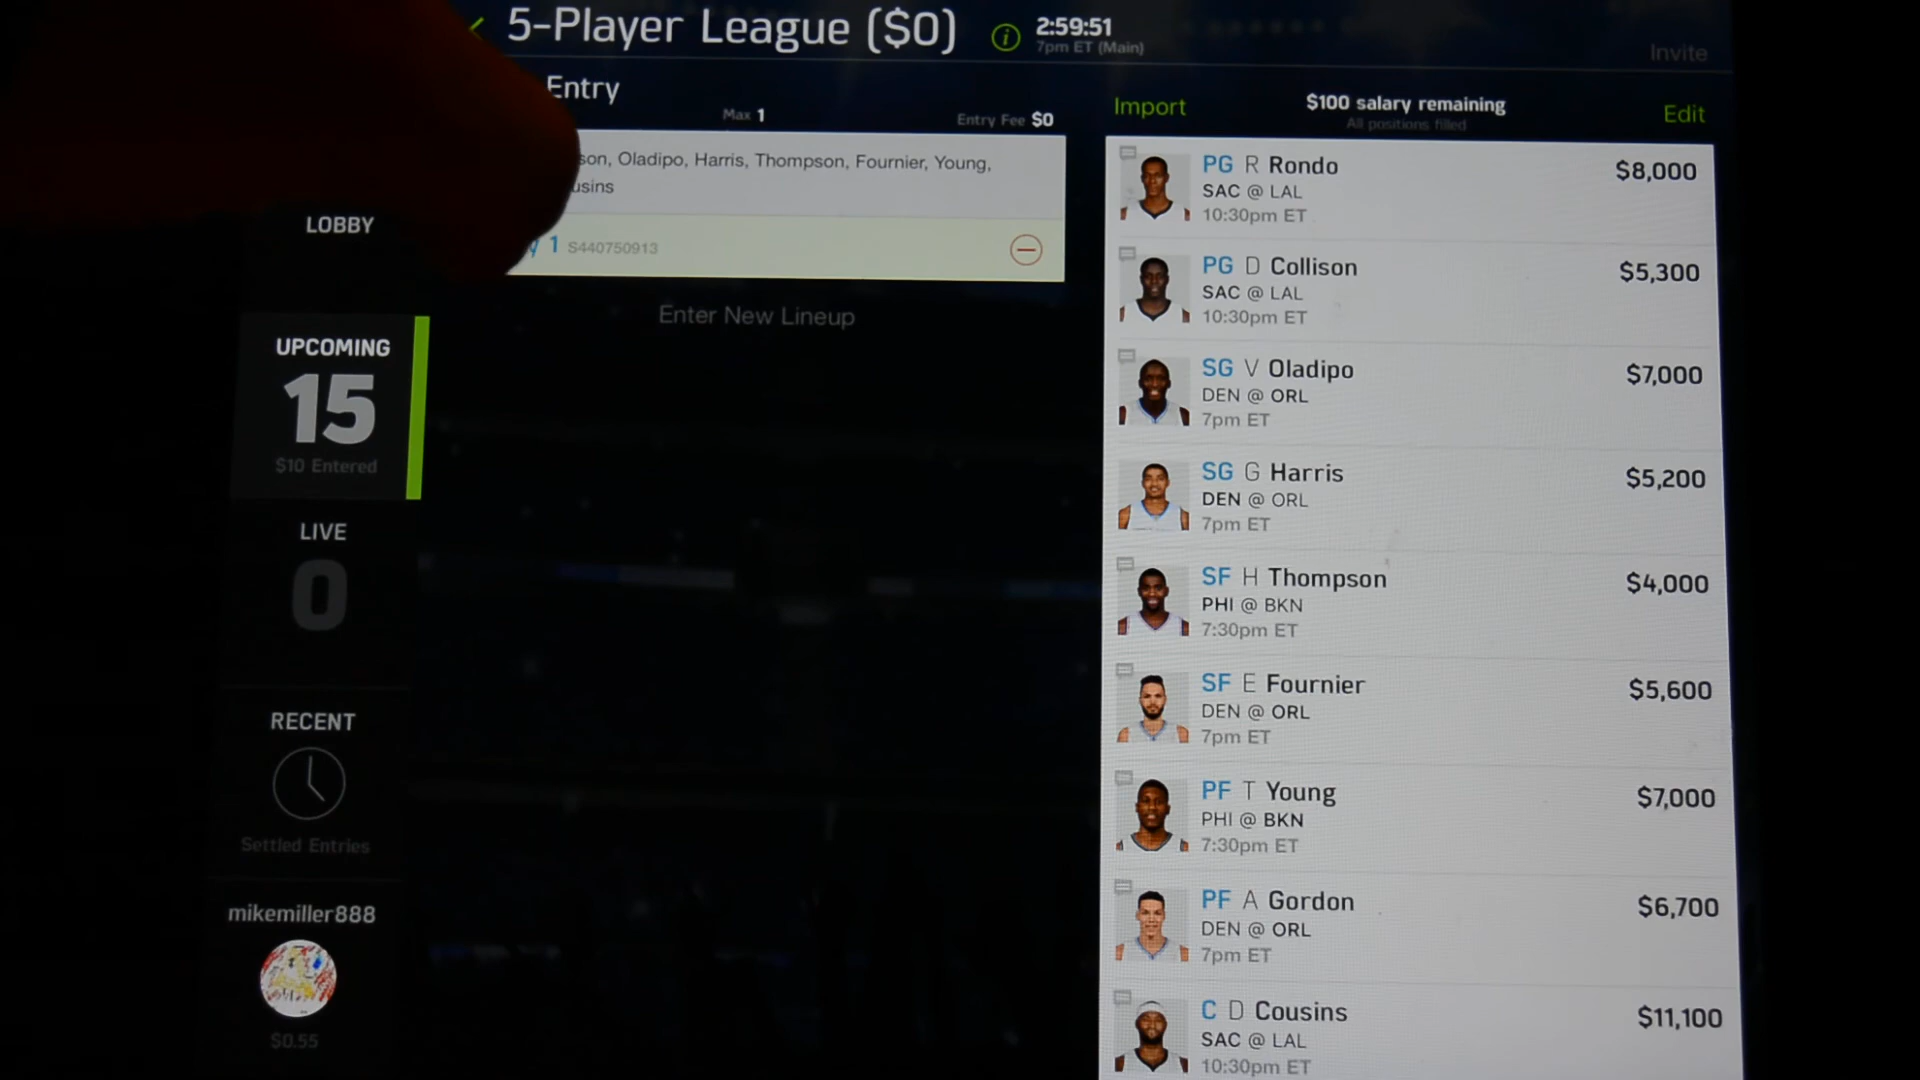 5-Player League ($0)
2:59:51
7pm ET (Main)
Invite
Entry
Max 1
Entry Fee $0
son, Oladipo, Harris, Thompson, Fournier, Young,
usins
y 1 S440750913
Enter New Lineup
LOBBY
UPCOMING
15
$10 Entered
LIVE
0
RECENT
Settled Entries
mikemiller888
$0.55
Import
$100 salary remaining
All positions filled
Edit
PG R Rondo $8,000
SAC @ LAL
10:30pm ET
PG D Collison $5,300
SAC @ LAL
10:30pm ET
SG V Oladipo $7,000
DEN @ ORL
7pm ET
SG G Harris $5,200
DEN @ ORL
7pm ET
SF H Thompson $4,000
PHI @ BKN
7:30pm ET
SF E Fournier $5,600
DEN @ ORL
7pm ET
PF T Young $7,000
PHI @ BKN
7:30pm ET
PF A Gordon $6,700
DEN @ ORL
7pm ET
C D Cousins $11,100
SAC @ LAL
10:30pm ET